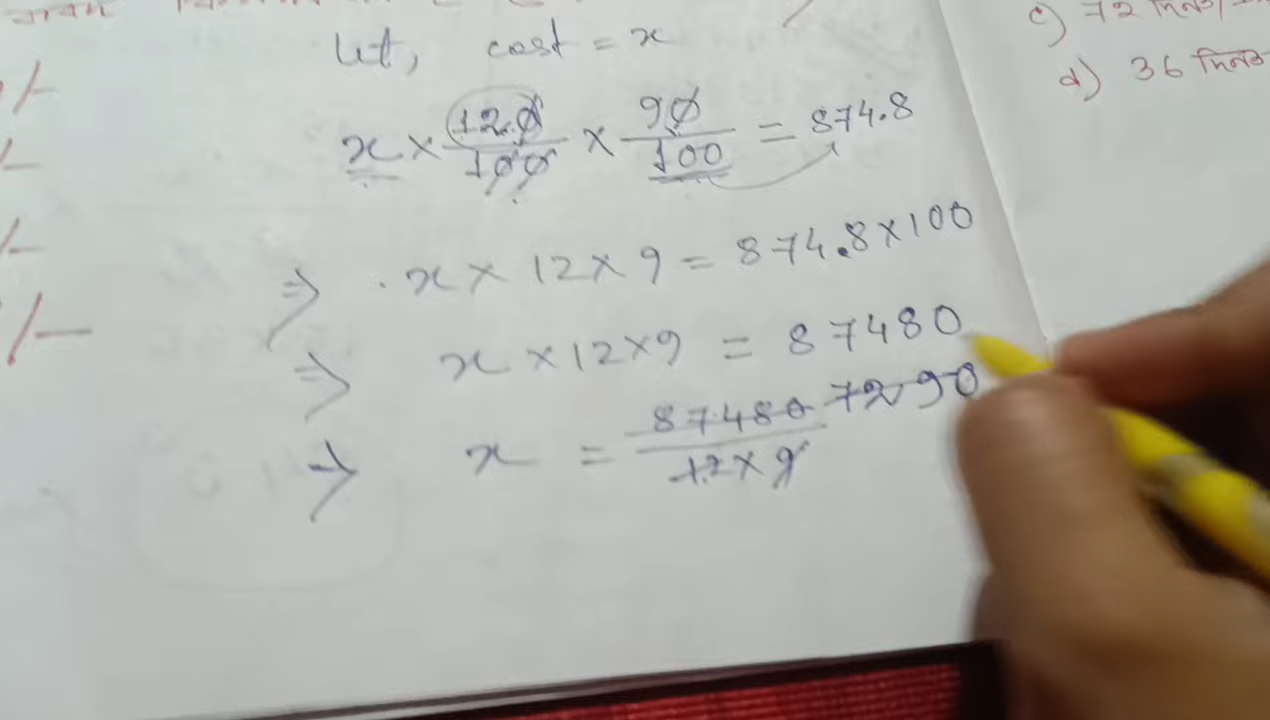 let, cost = x
x × 120/100 × 90/100 = 874.8
⇒ x × 12 × 9 = 874.8 × 100
⇒ x × 12 × 9 = 87480
⇒ x = 87480/12 × 9 7290
c) 72 মিনিট
d) 36 মিনিট